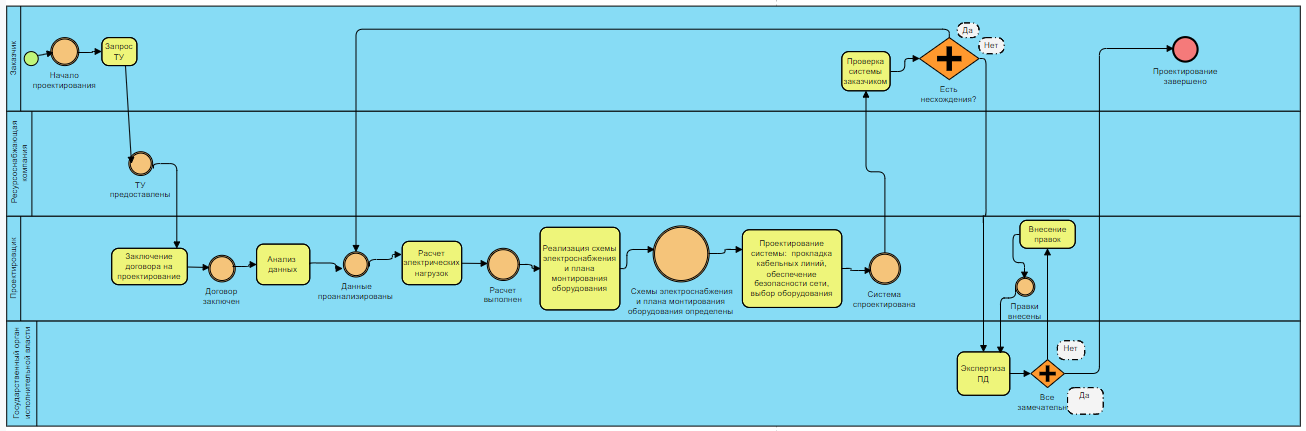 Заказчик
Начало
проектирования
Запрос
ТУ
Проверка
системы
заказчиком
Да
Нет
Есть
несхождения?
Проектирование
завершено
Ресурсоснабжающая
компания
ТУ
предоставлены
Проектировщик
Заключение
договора на
проектирование
Договор
заключен
Анализ
данных
Данные
проанализированы
Расчет
электрических
нагрузок
Расчет
выполнен
Реализация схемы
электроснабжения
и плана
монтирования
оборудования
Схемы электроснабжения
и плана монтирования
оборудования определены
Проектирование
системы: прокладка
кабельных линий,
обеспечение
безопасности сети,
выбор оборудования
Система
спроектирована
Внесение
правок
Правки
внесены
Государственный орган
исполнительной власти
Экспертиза
ПД
Нет
Все
замечательн
Да